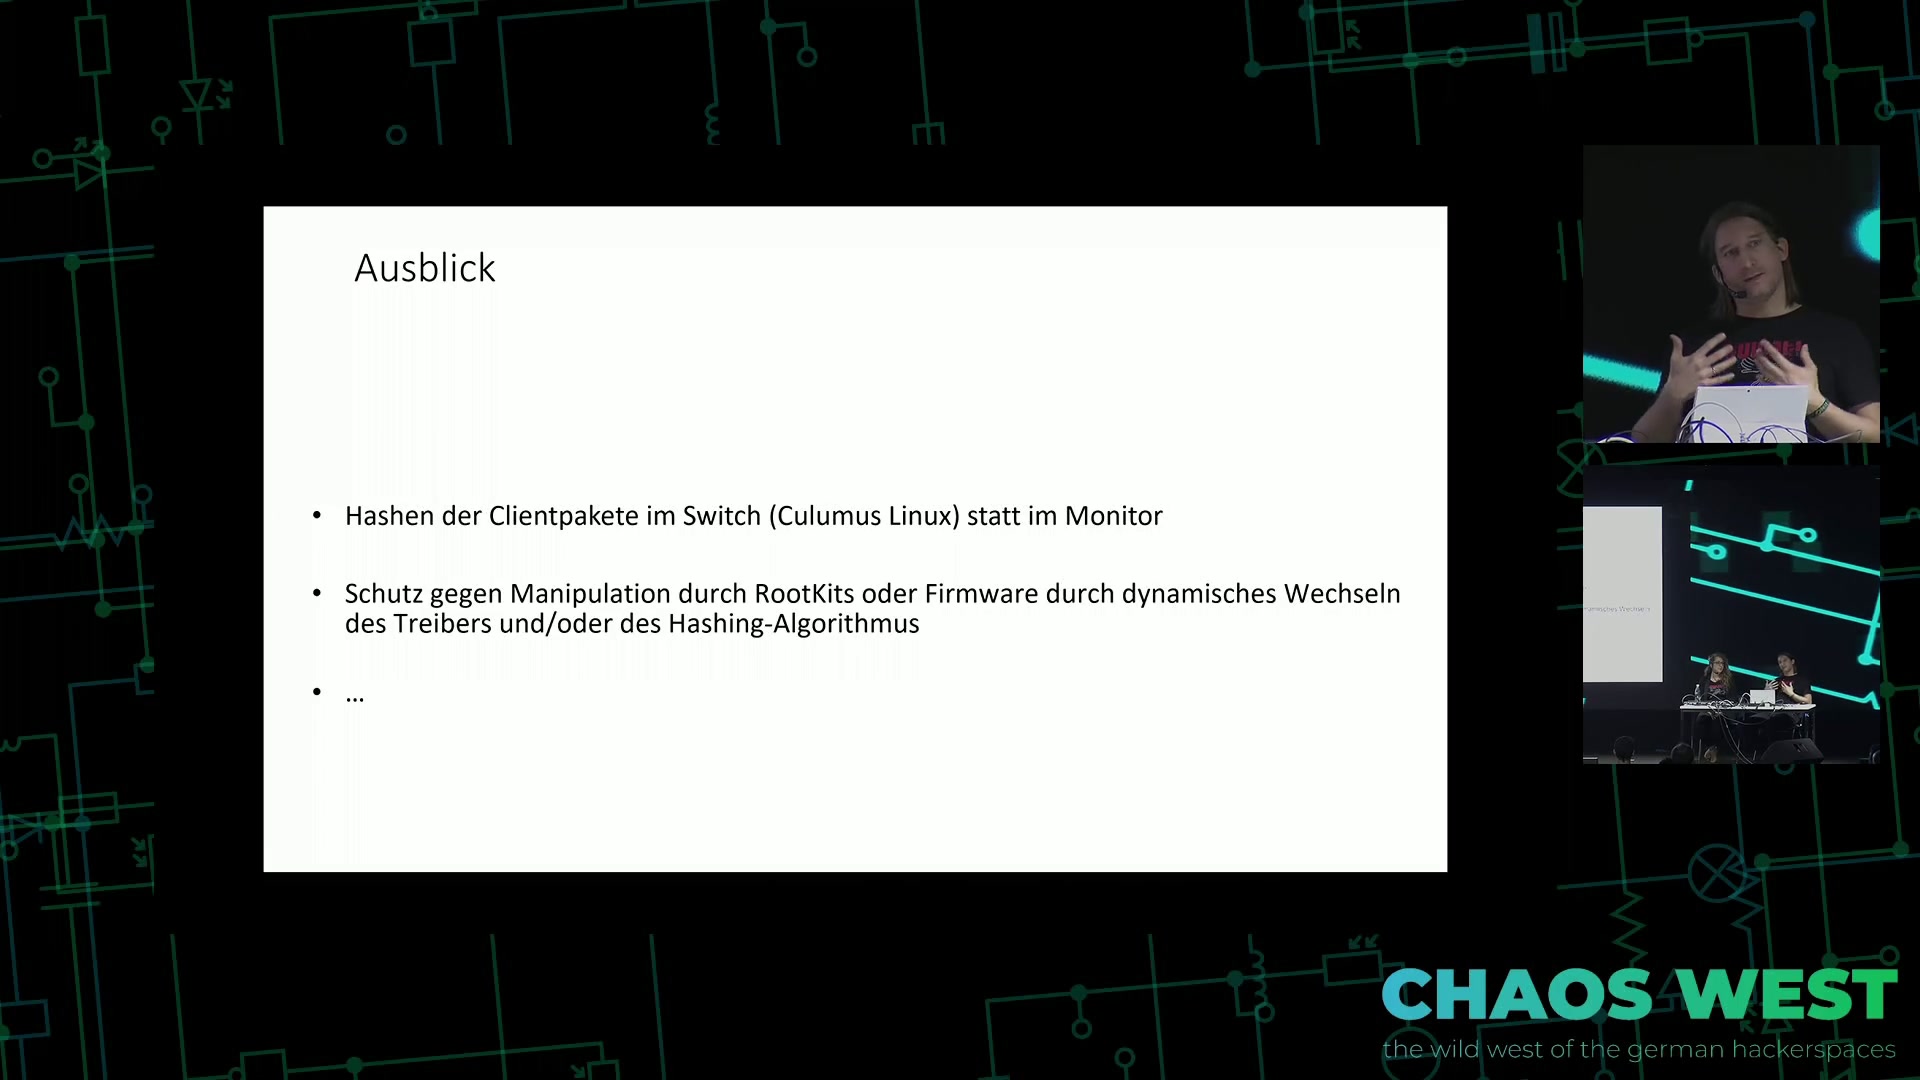 Ausblick
• Hashen der Clientpakete im Switch (Culumus Linux) statt im Monitor
• Schutz gegen Manipulation durch RootKits oder Firmware durch dynamisches Wechseln
des Treibers und/oder des Hashing-Algorithmus
• ...
CHAOS WEST
the wild west of the german hackerspaces